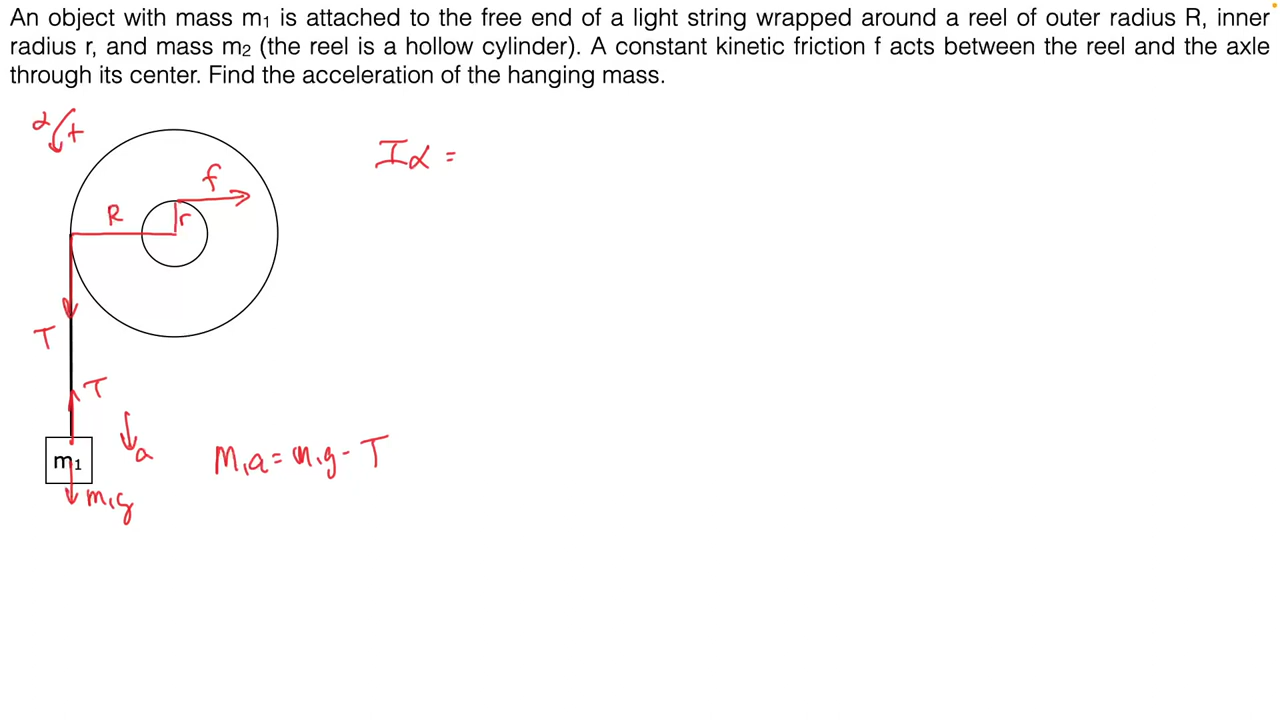 An object with mass m₁ is attached to the free end of a light string wrapped around a reel of outer radius R, inner
radius r, and mass m₂ (the reel is a hollow cylinder). A constant kinetic friction f acts between the reel and the axle
through its center. Find the acceleration of the hanging mass.
α +
Iα =
f
R
r
T
T
a
m₁a = m₁g - T
m₁
m₁g